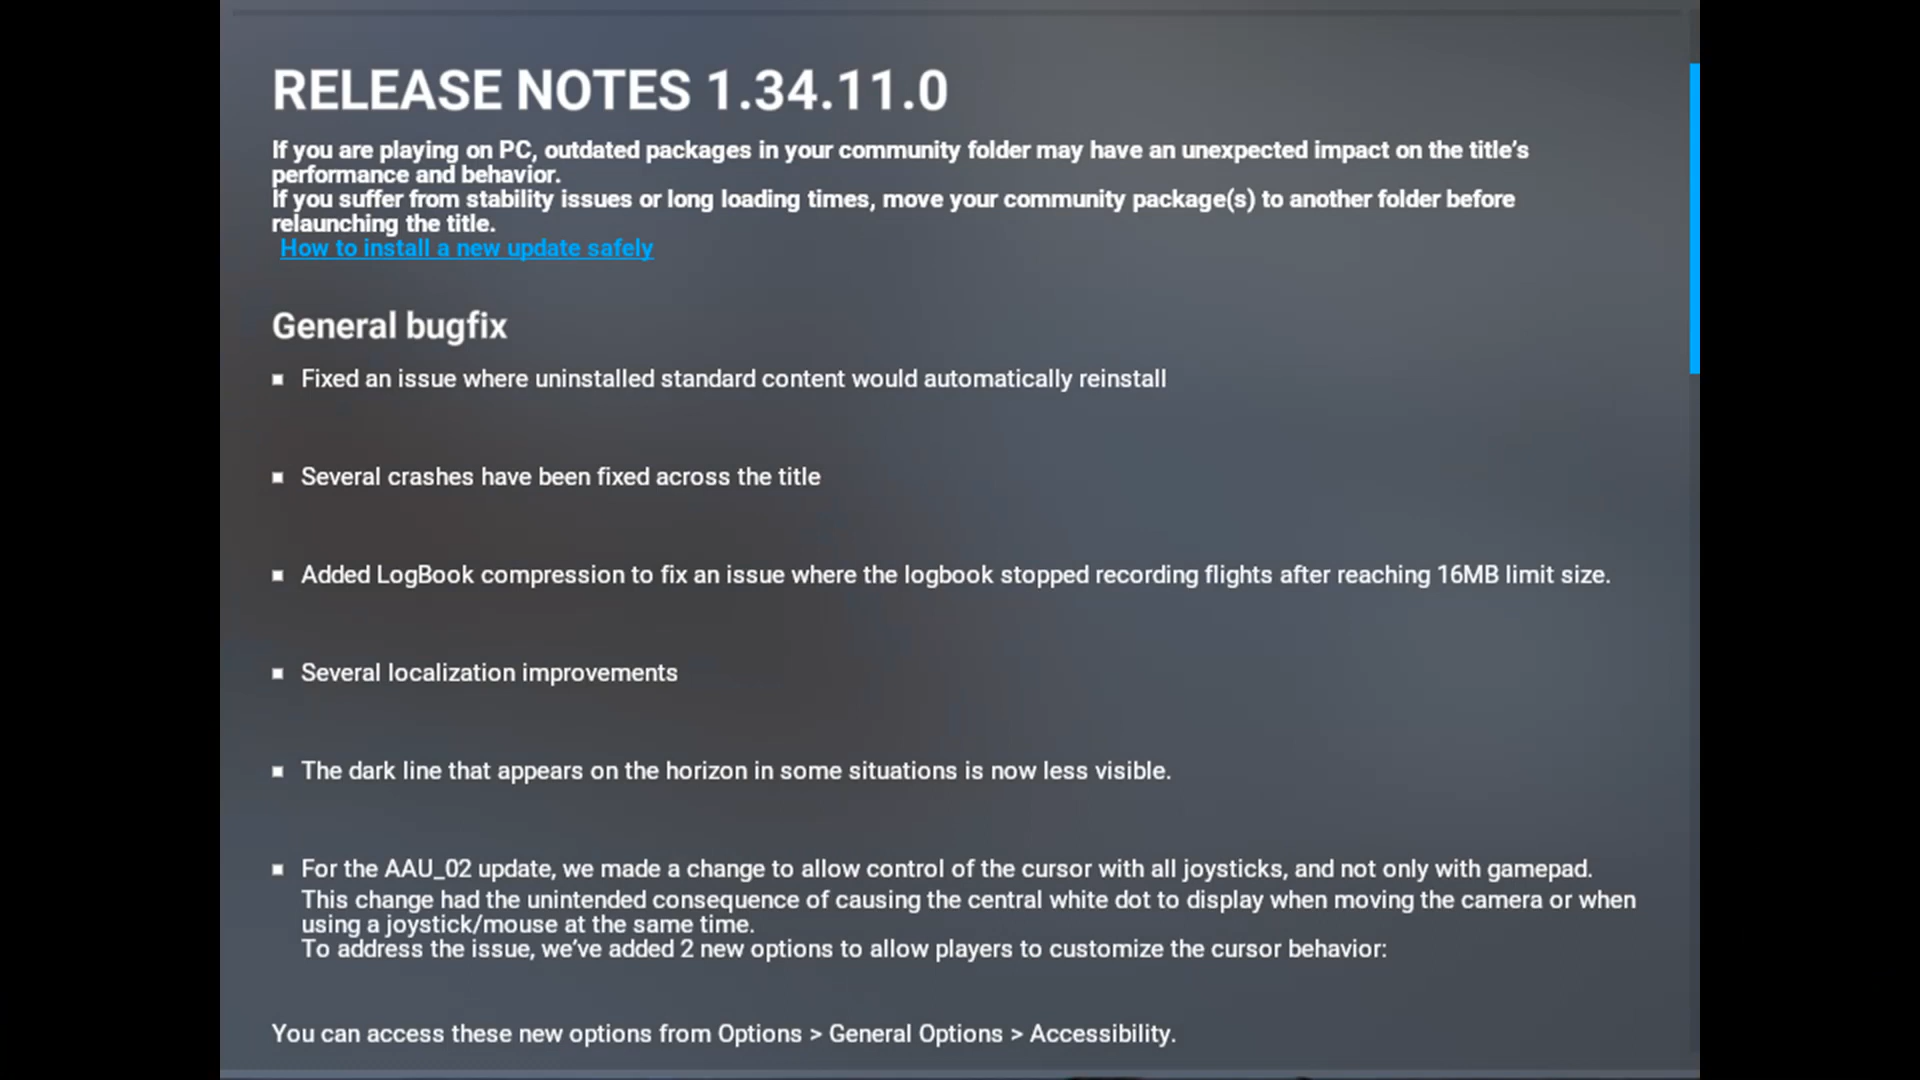 RELEASE NOTES 1.34.11.0
If you are playing on PC, outdated packages in your community folder may have an unexpected impact on the title’s
performance and behavior.
If you suffer from stability issues or long loading times, move your community package(s) to another folder before
relaunching the title.
How to install a new update safely
General bugfix
▪ Fixed an issue where uninstalled standard content would automatically reinstall
▪ Several crashes have been fixed across the title
▪ Added LogBook compression to fix an issue where the logbook stopped recording flights after reaching 16MB limit size.
▪ Several localization improvements
▪ The dark line that appears on the horizon in some situations is now less visible.
▪ For the AAU_02 update, we made a change to allow control of the cursor with all joysticks, and not only with gamepad.
This change had the unintended consequence of causing the central white dot to display when moving the camera or when
using a joystick/mouse at the same time.
To address the issue, we’ve added 2 new options to allow players to customize the cursor behavior:
You can access these new options from Options > General Options > Accessibility.